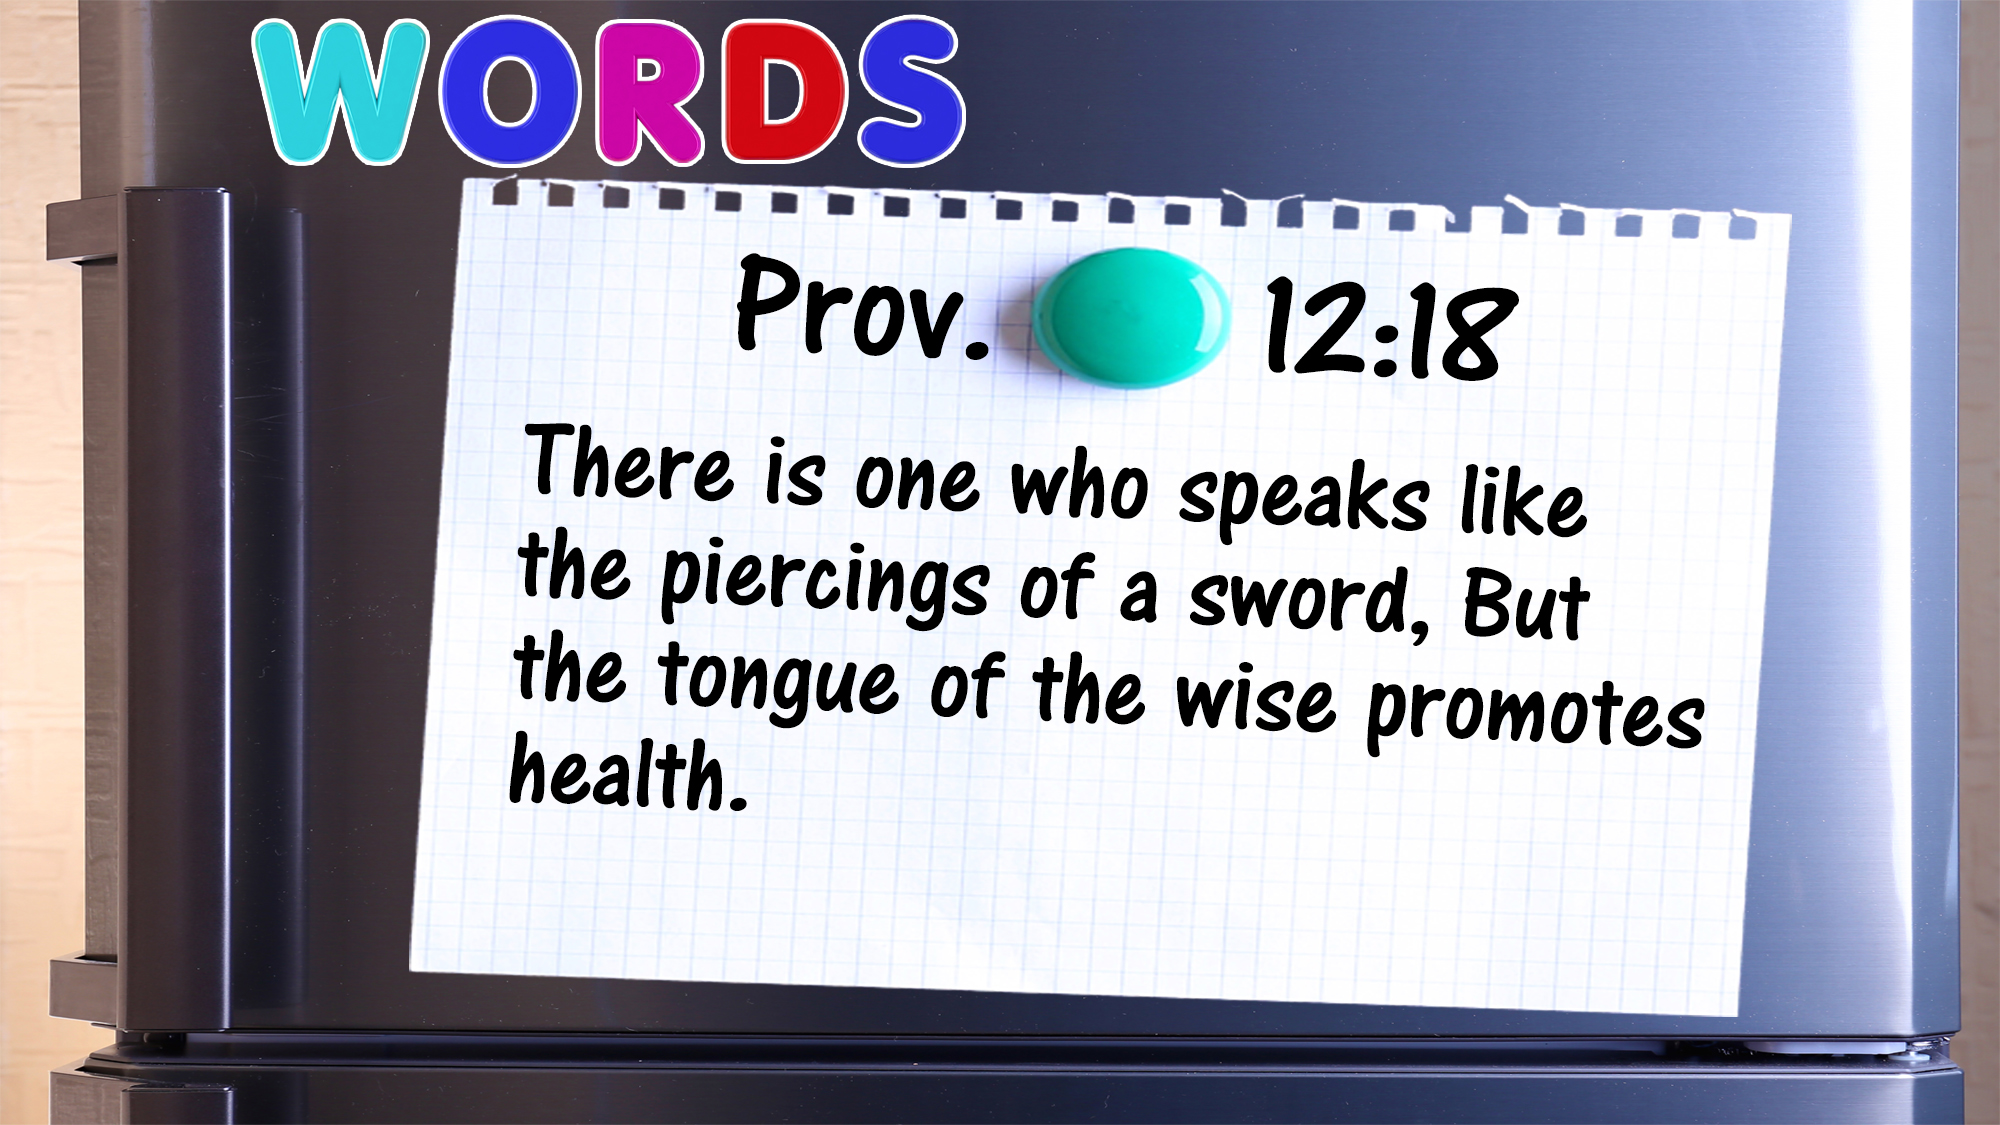 WORDS
Prov. 12:18
There is one who speaks like
the piercings of a sword, But
the tongue of the wise promotes
health.